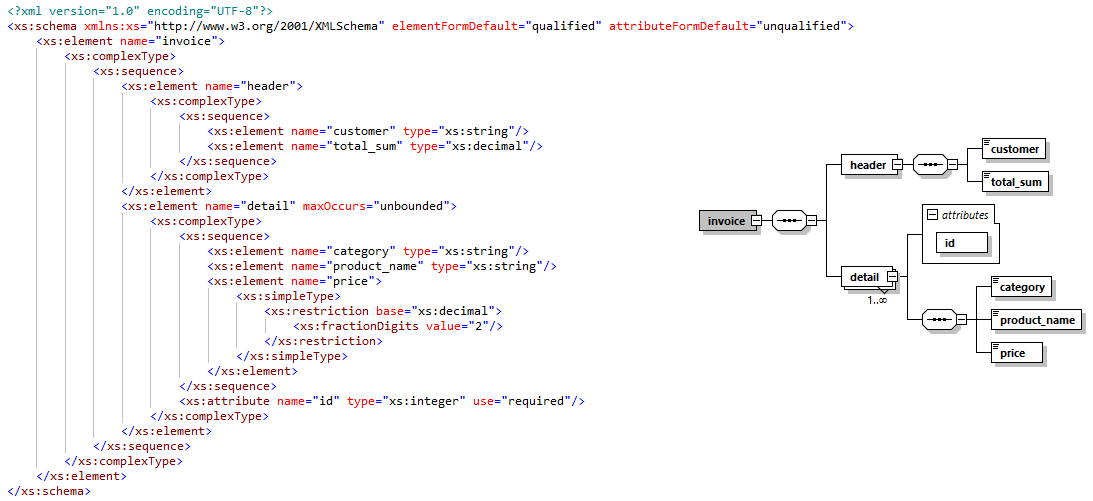 <?xml version="1.0" encoding="UTF-8"?>
<xs:schema xmlns:xs="http://www.w3.org/2001/XMLSchema" elementFormDefault="qualified" attributeFormDefault="unqualified">
    <xs:element name="invoice">
        <xs:complexType>
            <xs:sequence>
                <xs:element name="header">
                    <xs:complexType>
                        <xs:sequence>
                            <xs:element name="customer" type="xs:string"/>
                            <xs:element name="total_sum" type="xs:decimal"/>
                        </xs:sequence>
                    </xs:complexType>
                </xs:element>
                <xs:element name="detail" maxOccurs="unbounded">
                    <xs:complexType>
                        <xs:sequence>
                            <xs:element name="category" type="xs:string"/>
                            <xs:element name="product_name" type="xs:string"/>
                            <xs:element name="price">
                                <xs:simpleType>
                                    <xs:restriction base="xs:decimal">
                                        <xs:fractionDigits value="2"/>
                                    </xs:restriction>
                                </xs:simpleType>
                            </xs:element>
                        </xs:sequence>
                        <xs:attribute name="id" type="xs:integer" use="required"/>
                    </xs:complexType>
                </xs:element>
            </xs:sequence>
        </xs:complexType>
    </xs:element>
</xs:schema>
invoice
header
customer
total_sum
detail
1..∞
attributes
id
category
product_name
price